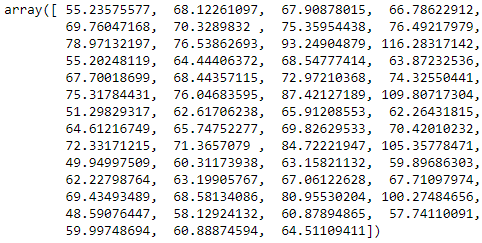 array([ 55.23575577,  68.12261097,  67.90878015,  66.78622912,
69.76047168,  70.3289832 ,  75.35954438,  76.49217979,
78.97132197,  76.53862693,  93.24904879, 116.28317142,
55.20248119,  64.44406372,  68.54777414,  63.87232536,
67.70018699,  68.44357115,  72.97210368,  74.32550441,
75.31784431,  76.04683595,  87.42127189, 109.80717304,
51.29829317,  62.61706238,  65.91208553,  62.26431815,
64.61216749,  65.74752277,  69.82629533,  70.42010232,
72.33171215,  71.3657079 ,  84.72221947, 105.35778471,
49.94997509,  60.31173938,  63.15821132,  59.89686303,
62.22798764,  63.19905767,  67.06122628,  67.71097974,
69.43493489,  68.58134086,  80.95530204, 100.27484656,
48.59076447,  58.12924132,  60.87894865,  57.74110091,
59.99748694,  60.88874594,  64.51109411])